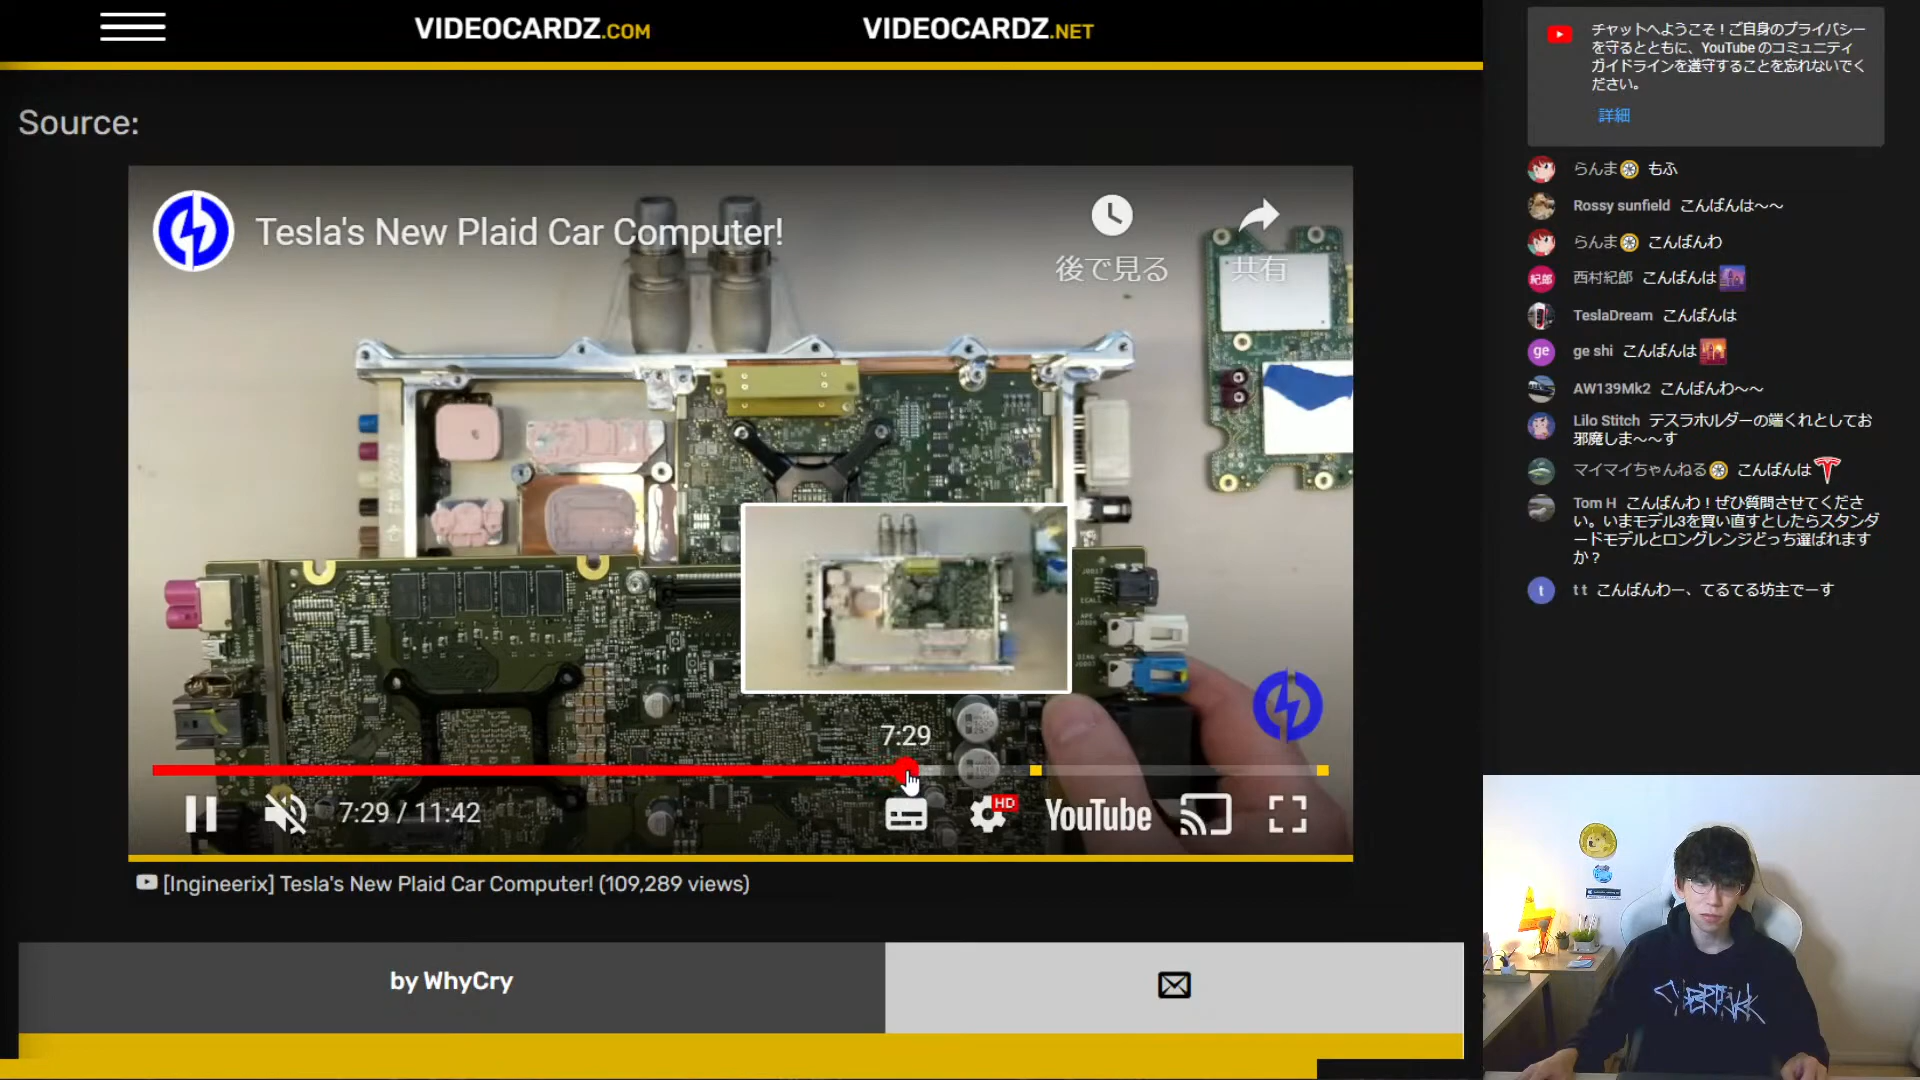 VIDEOCARDZ.COM
VIDEOCARDZ.NET
Source:
Tesla's New Plaid Car Computer!
後で見る
共有
7:29
7:29 / 11:42
HD
YouTube
[Ingineerix] Tesla's New Plaid Car Computer! (109,289 views)
by WhyCry
チャットへようこそ！ご自身のプライバシー
を守るとともに、YouTube のコミュニティ
ガイドラインを遵守することを忘れないでく
ださい。
詳細
らんま もふ
Rossy sunfield こんばんは～～
らんま こんばんわ
紀郎 西村紀郎 こんばんは
TeslaDream こんばんは
ge ge shi こんばんは
AW139Mk2 こんばんわ～～
Lilo Stitch テスラホルダーの端くれとしてお
邪魔しま～～す
マイマイちゃんねる こんばんは
Tom H こんばんわ！ぜひ質問させてくださ
い。いまモデル3を買い直すとしたらスタンダ
ードモデルとロングレンジどっち選ばれます
か？
t t t こんばんわー、てるてる坊主でーす